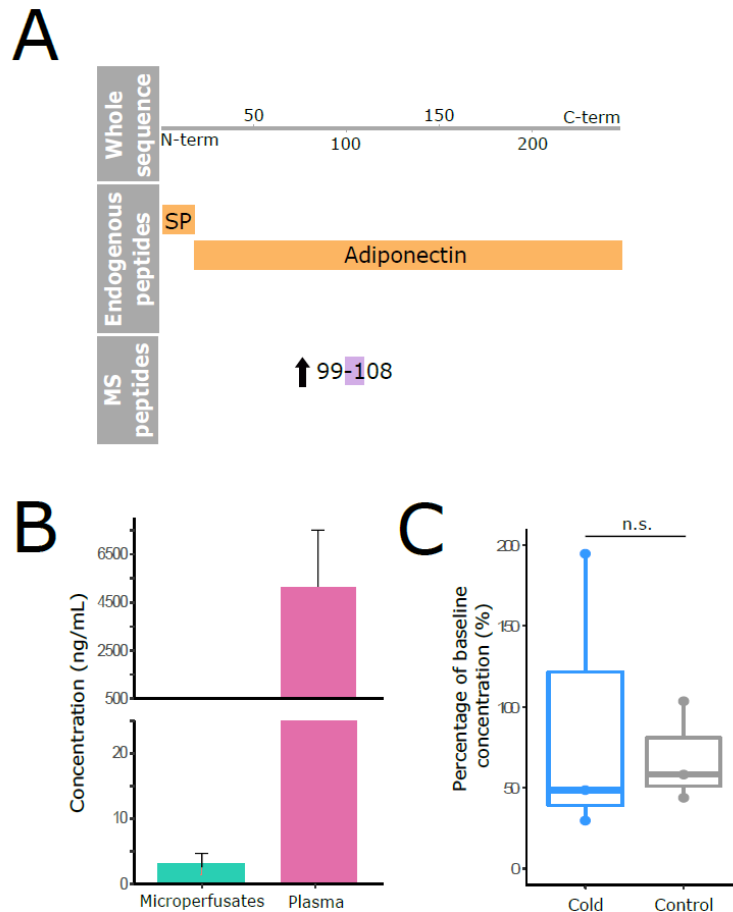 A
Whole sequence
50 150 C-term
N-term 100 200
Endogenous peptides
SP
Adiponectin
MS peptides
99-108
B
Concentration (ng/mL)
6500
4500
2500
500
20
10
0
Microperfusates Plasma
C
n.s.
Percentage of baseline
concentration (%)
200
150
100
50
0
Cold Control